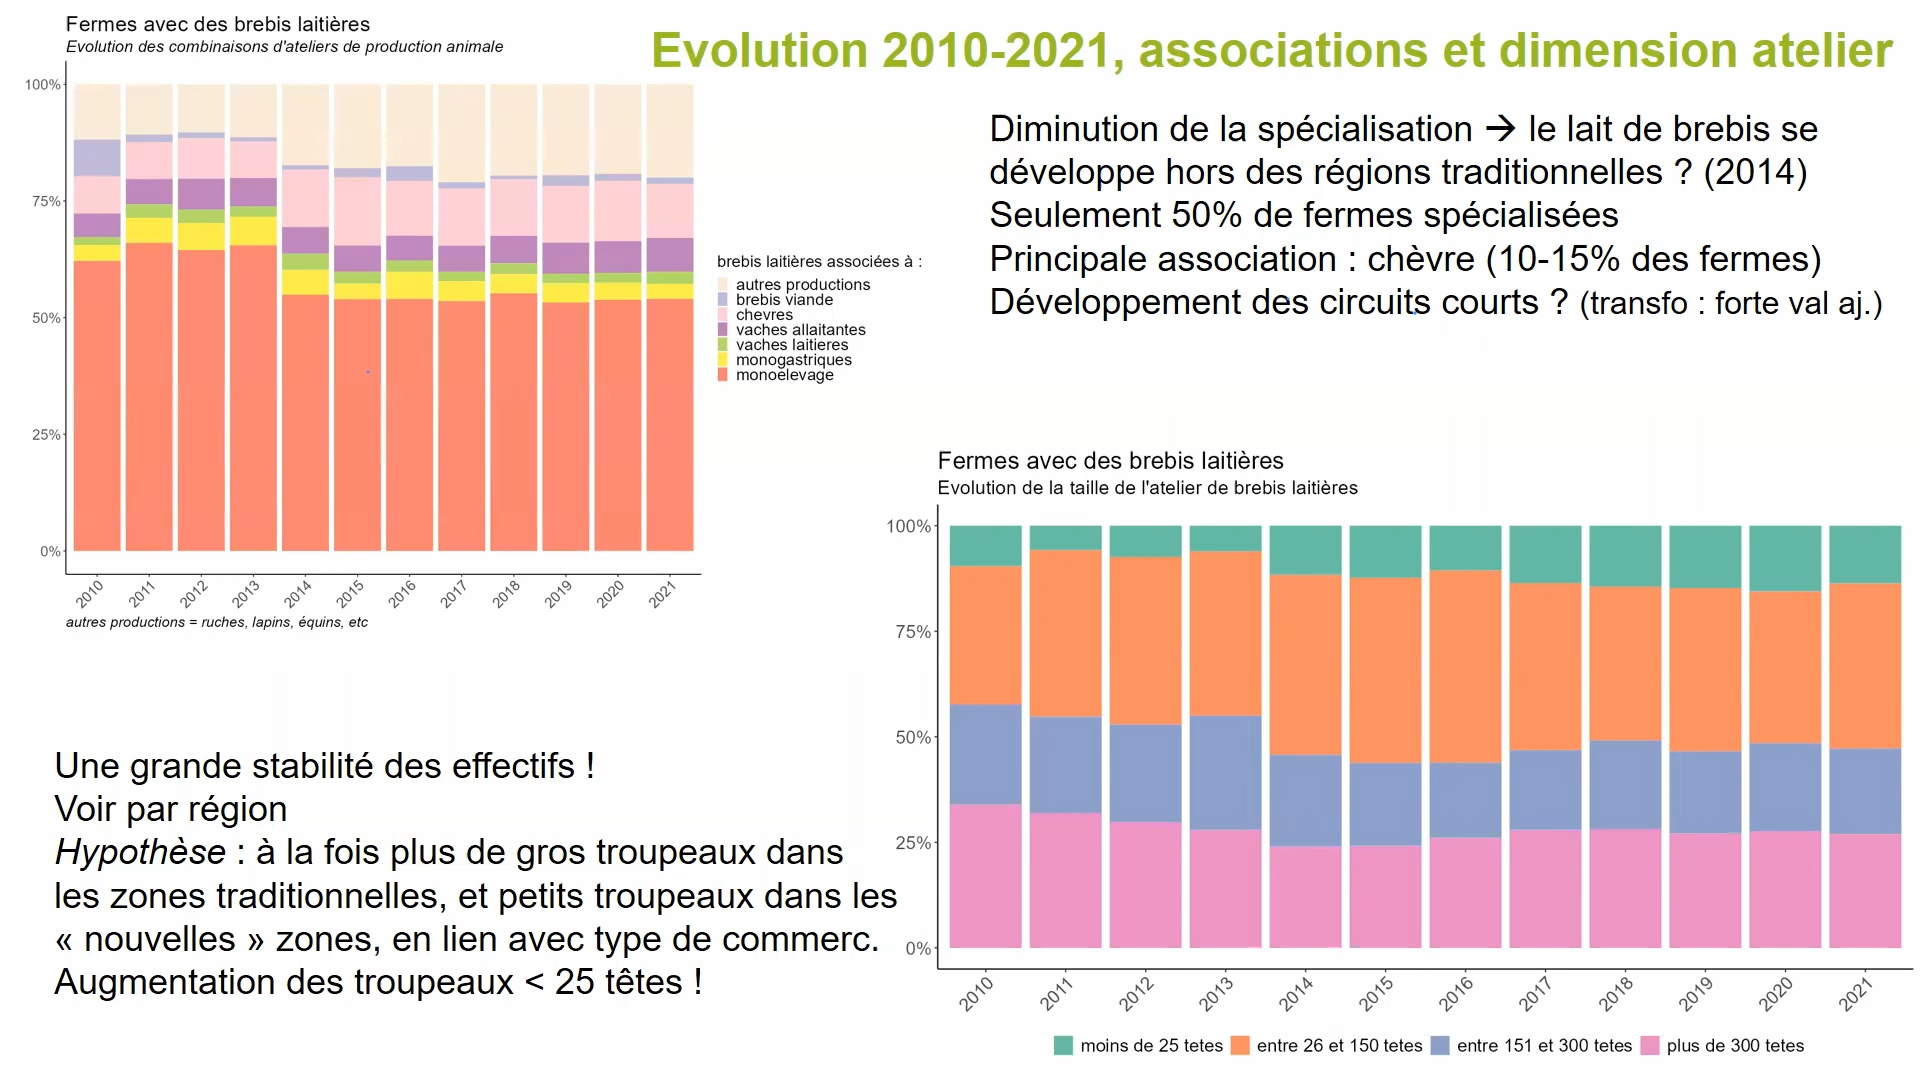 Evolution 2010-2021, associations et dimension atelier
Fermes avec des brebis laitières
Evolution des combinaisons d'ateliers de production animale
100%
75%
50%
25%
0%
2010
2011
2012
2013
2014
2015
2016
2017
2018
2019
2020
2021
autres productions = ruches, lapins, équins, etc
brebis laitières associées à :
autres productions
brebis viande
chevres
vaches allaitantes
vaches laitieres
monogastriques
monoelevage
Diminution de la spécialisation → le lait de brebis se
développe hors des régions traditionnelles ? (2014)
Seulement 50% de fermes spécialisées
Principale association : chèvre (10-15% des fermes)
Développement des circuits courts ? (transfo : forte val aj.)
Une grande stabilité des effectifs !
Voir par région
Hypothèse : à la fois plus de gros troupeaux dans
les zones traditionnelles, et petits troupeaux dans les
« nouvelles » zones, en lien avec type de commerc.
Augmentation des troupeaux < 25 têtes !
Fermes avec des brebis laitières
Evolution de la taille de l'atelier de brebis laitières
100%
75%
50%
25%
0%
2010
2011
2012
2013
2014
2015
2016
2017
2018
2019
2020
2021
moins de 25 tetes
entre 26 et 150 tetes
entre 151 et 300 tetes
plus de 300 tetes